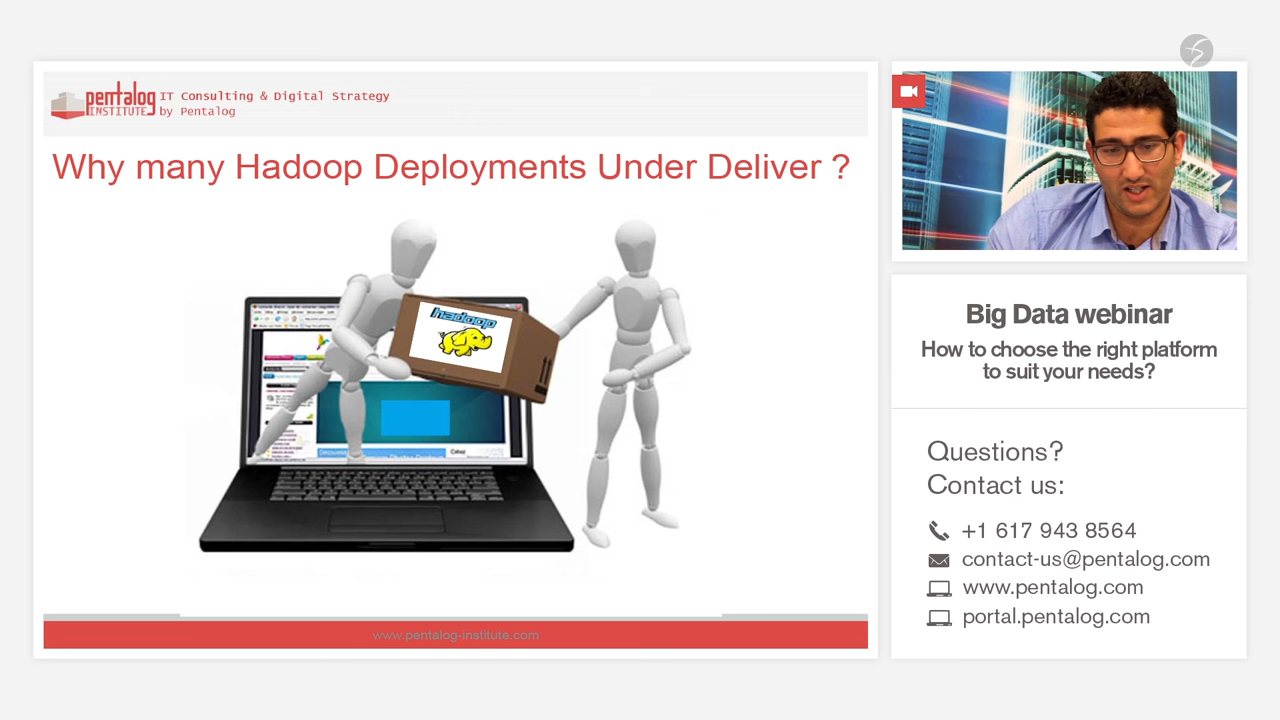 pentalog
INSTITUTE
IT Consulting & Digital Strategy
by Pentalog
Why many Hadoop Deployments Under Deliver ?
hadoop
www.pentalog-institute.com
Big Data webinar
How to choose the right platform
to suit your needs?
Questions?
Contact us:
+1 617 943 8564
contact-us@pentalog.com
www.pentalog.com
portal.pentalog.com